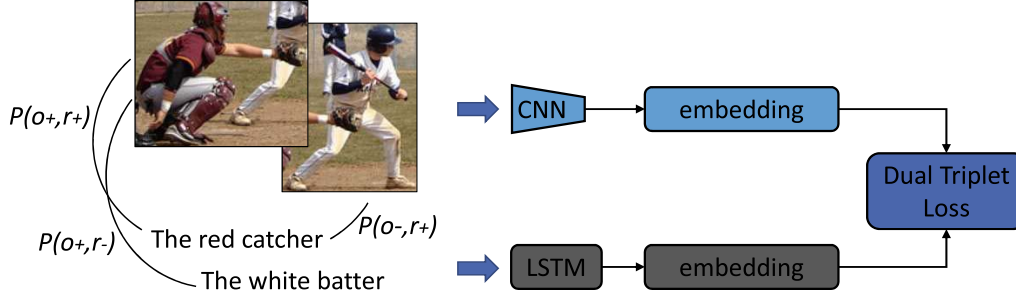 P(o+,r+)
P(o+,r-)
P(o-,r+)
The red catcher
The white batter
CNN
embedding
LSTM
embedding
Dual Triplet
Loss